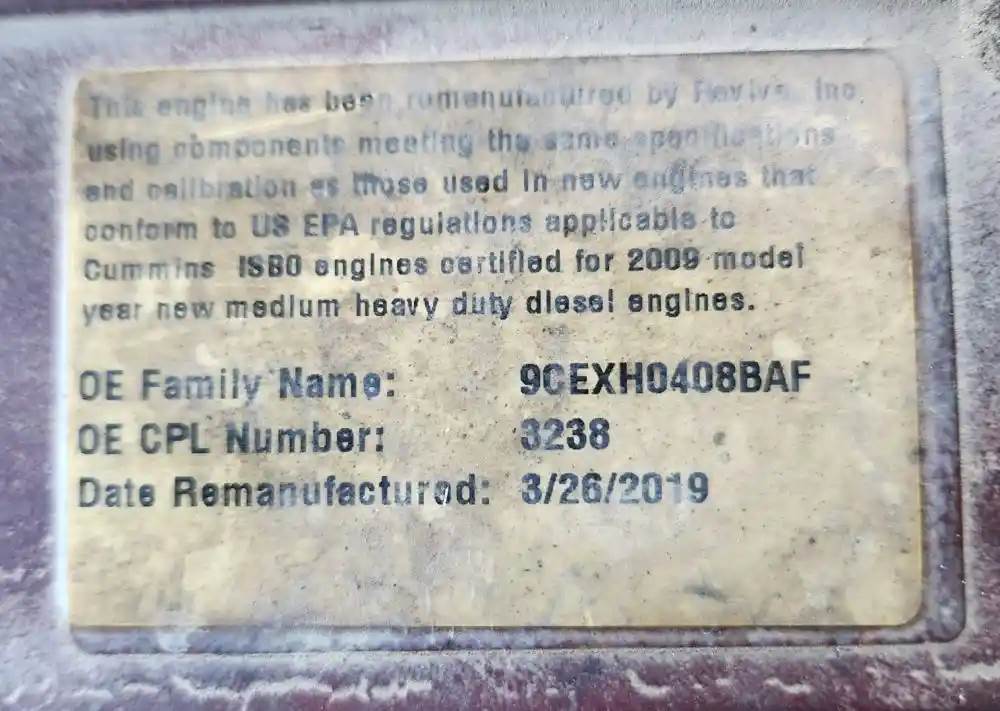 This engine has been remanufactured by Revive, Inc.
using components meeting the same specifications
and calibration as those used in new engines that
conform to US EPA regulations applicable to
Cummins ISB0 engines certified for 2009 model
year new medium heavy duty diesel engines.
OE Family Name: 9CEXH0408BAF
OE CPL Number: 3238
Date Remanufactured: 3/26/2019